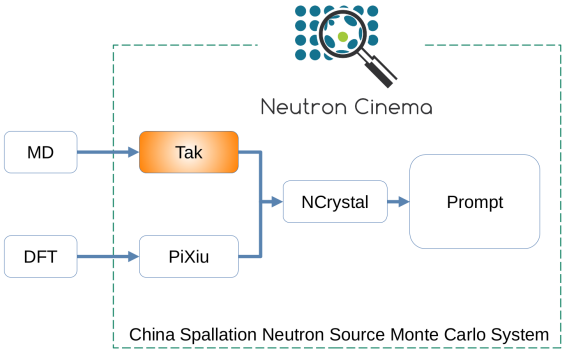 Neutron Cinema
MD
Tak
NCrystal
Prompt
DFT
PiXiu
China Spallation Neutron Source Monte Carlo System